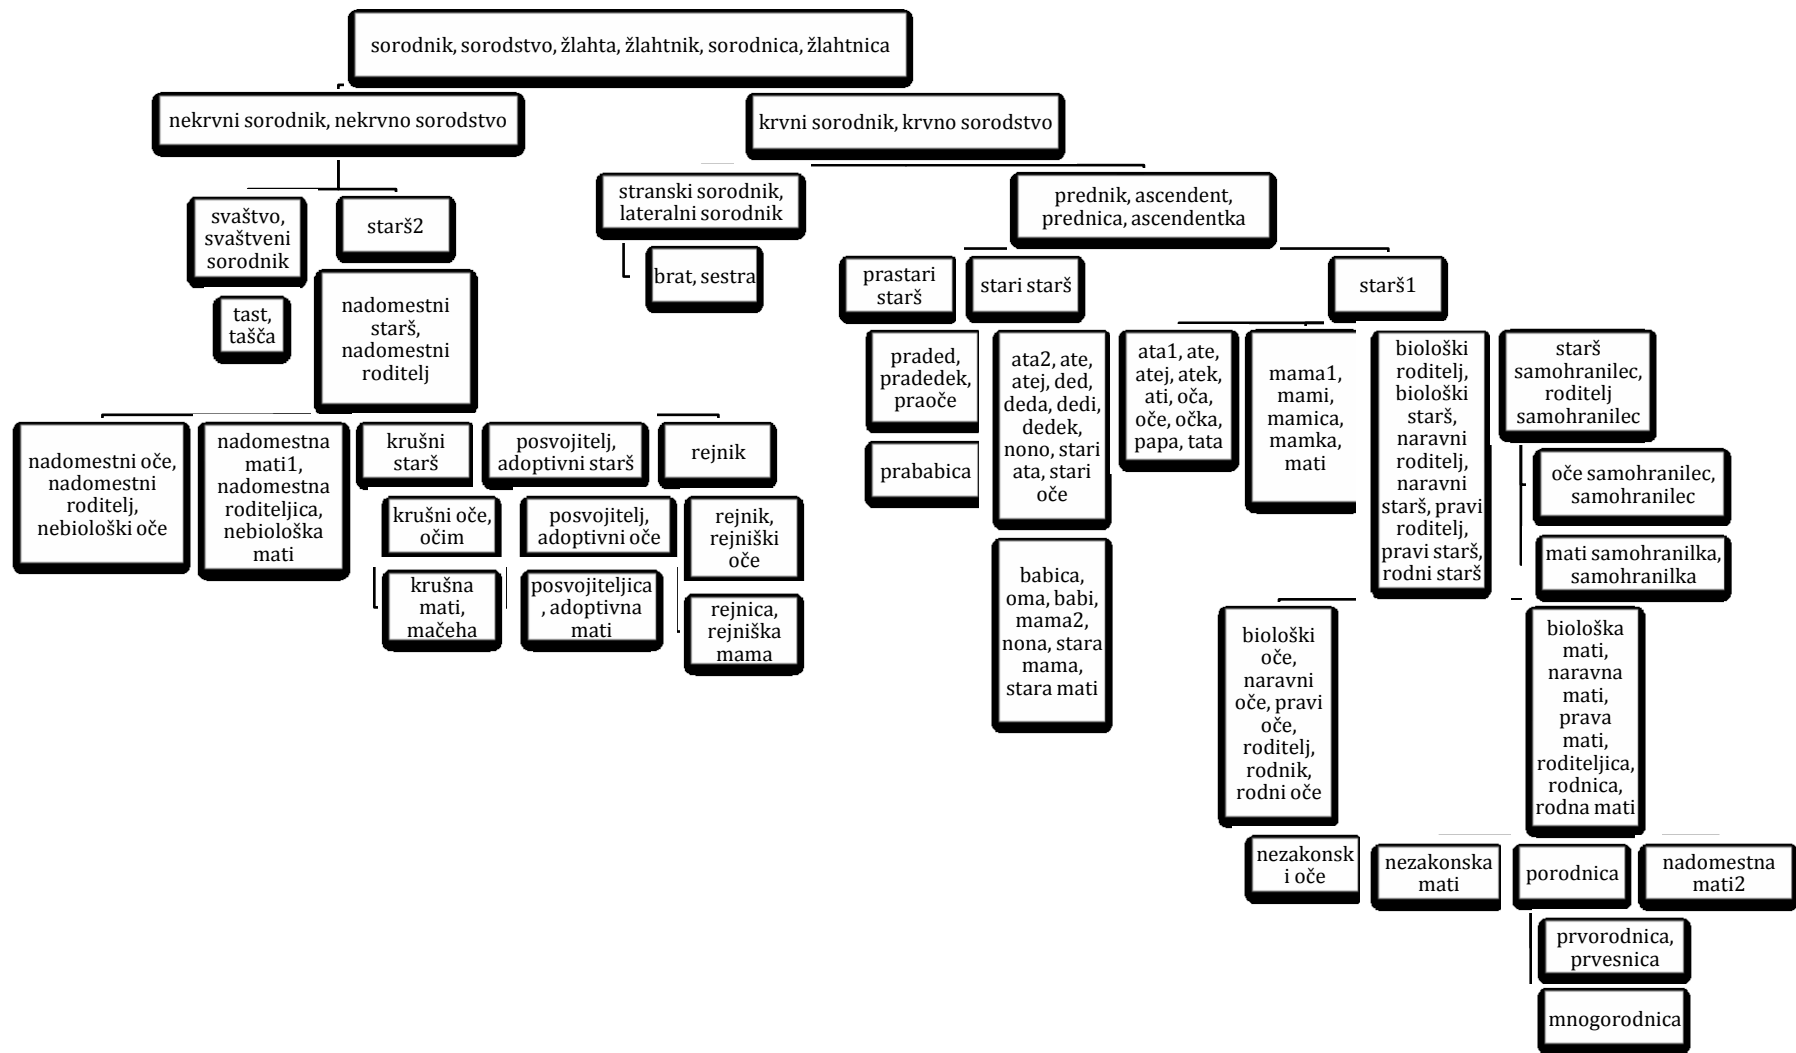 sorodnik, sorodstvo, žlahta, žlahtnik, sorodnica, žlahtnica
nekrvni sorodnik, nekrvno sorodstvo
krvni sorodnik, krvno sorodstvo
svaštvo,
svaštveni
sorodnik
starš2
stranski sorodnik,
lateralni sorodnik
prednik, ascendent,
prednica, ascendentka
tast,
tašča
nadomestni
starš,
nadomestni
roditelj
brat, sestra
prastari
starš
stari starš
starš1
praded,
pradedek,
praoče
prababica
ata2, ate,
atej, ded,
deda, dedi,
dedek,
nono, stari
ata, stari
oče
babica,
oma, babi,
mama2,
nona, stara
mama,
stara mati
ata1, ate,
atej, atek,
ati, oča,
oče, očka,
papa, tata
mama1,
mami,
mamica,
mamka,
mati
biološki
roditelj,
biološki
starš,
naravni
roditelj,
naravni
starš, pravi
roditelj,
pravi starš,
rodni starš
starš
samohranilec,
roditelj
samohranilec
oče samohranilec,
samohranilec
mati samohranilka,
samohranilka
nadomestni oče,
nadomestni
roditelj,
nebiološki oče
nadomestna
mati1,
nadomestna
roditeljica,
nebiološka
mati
krušni
starš
krušni oče,
očim
krušna
mati,
mačeha
posvojitelj,
adoptivni starš
posvojitelj,
adoptivni oče
posvojiteljica
, adoptivna
mati
rejnik
rejnik,
rejniški
oče
rejnica,
rejniška
mama
biološki
oče,
naravni
oče, pravi
oče,
roditelj,
rodnik,
rodni oče
biološka
mati,
naravna
mati,
prava
mati,
roditeljica,
rodnica,
rodna mati
nezakonsk
i oče
nezakonska
mati
porodnica
nadomestna
mati2
prvorodnica,
prvesnica
mnogorodnica